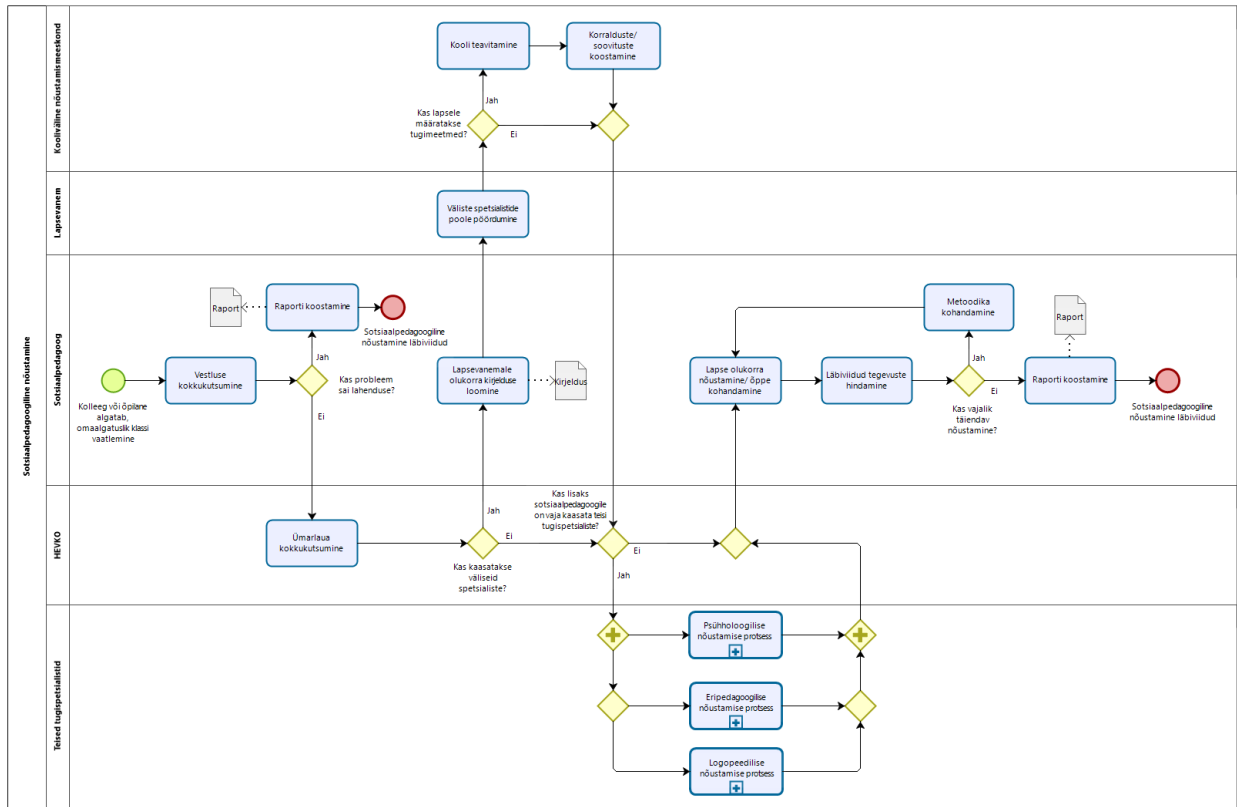 Sotsiaalpedagoogiline nõustamine
Kooliväline nõustamismeeskond
Kooli teavitamine
Korralduste/
soovituste
koostamine
Jah
Kas lapsele
määratakse
tugimeetmed?
Ei
Lapsevanem
Väliste spetsialistide
poole pöördumine
Sotsiaalpedagoog
Raport
Raporti koostamine
Sotsiaalpedagoogiline
nõustamine läbiviidud
Jah
Kas probleem
sai lahenduse?
Ei
Kolleeg või õpilane
algatab,
omaalgatuslik klassi
vaatlemine
Vestluse
kokkukutsumine
Lapsevanemale
olukorra kirjelduse
loomine
Kirjeldus
Metoodika
kohandamine
Raport
Lapse olukorra
nõustamine/ õppe
kohandamine
Läbiviidud tegevuste
hindamine
Jah
Ei
Kas vajalik
täiendav
nõustamine?
Raporti koostamine
Sotsiaalpedagoogiline
nõustamine läbiviidud
HEVKO
Ümarlaua
kokkukutsumine
Jah
Ei
Kas kaasatakse
väliseid
spetsialiste?
Kas lisaks
sotsiaalpedagoogile
on vaja kaasata teisi
tugispetsialiste?
Ei
Jah
Teised tugispetsialistid
Psühholoogilise
nõustamise protsess
Eripedagoogilise
nõustamise protsess
Logopeedilise
nõustamise protsess